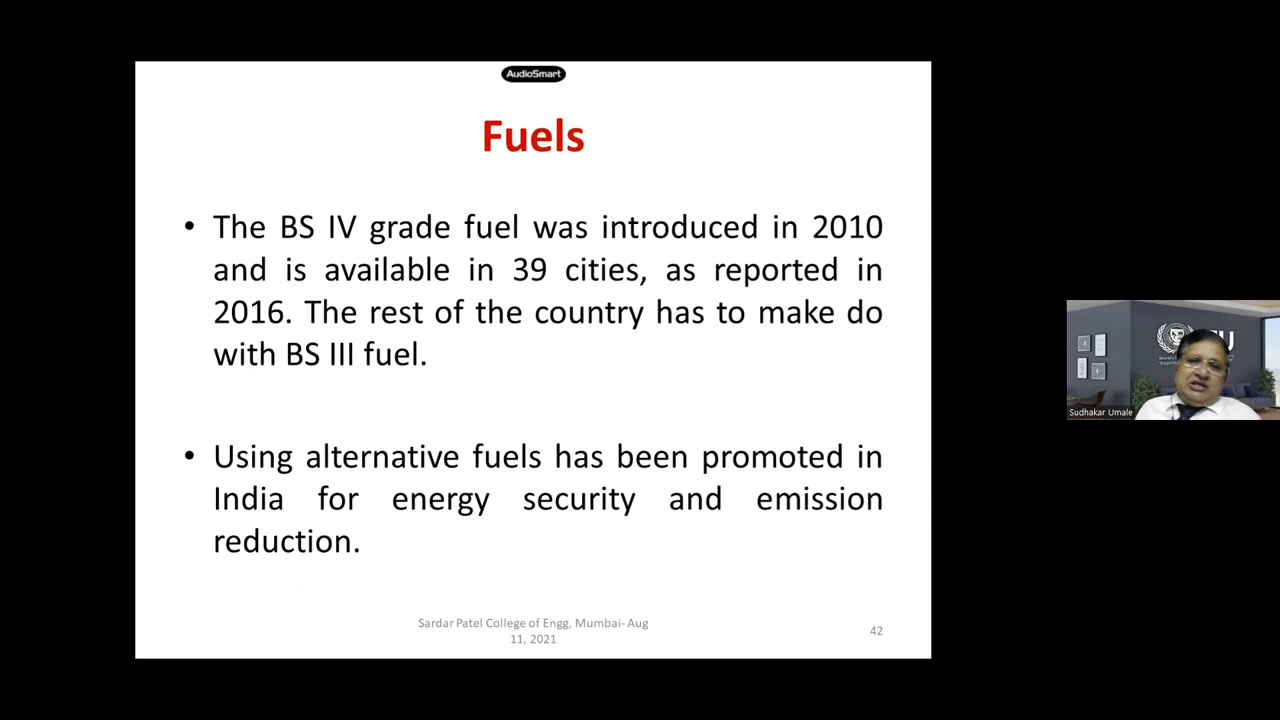 AudioSmart
Fuels
• The BS IV grade fuel was introduced in 2010
and is available in 39 cities, as reported in
2016. The rest of the country has to make do
with BS III fuel.
• Using alternative fuels has been promoted in
India for energy security and emission
reduction.
Sardar Patel College of Engg, Mumbai- Aug
11, 2021
42
Sudhakar Umale